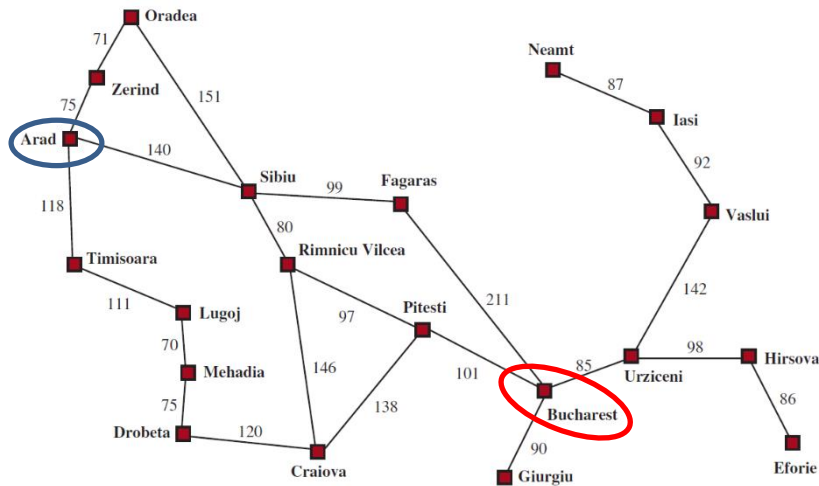 Oradea
71
Neamt
87
Zerind
151
75
Iasi
Arad
140
92
Sibiu
99
Fagaras
118
80
Vaslui
Timisoara
Rimnicu Vilcea
111
142
211
Lugoj
97
Pitesti
70
98
Hirsova
146
85
Mehadia
101
Urziceni
75
138
86
Bucharest
Drobeta
120
90
Craiova
Giurgiu
Eforie